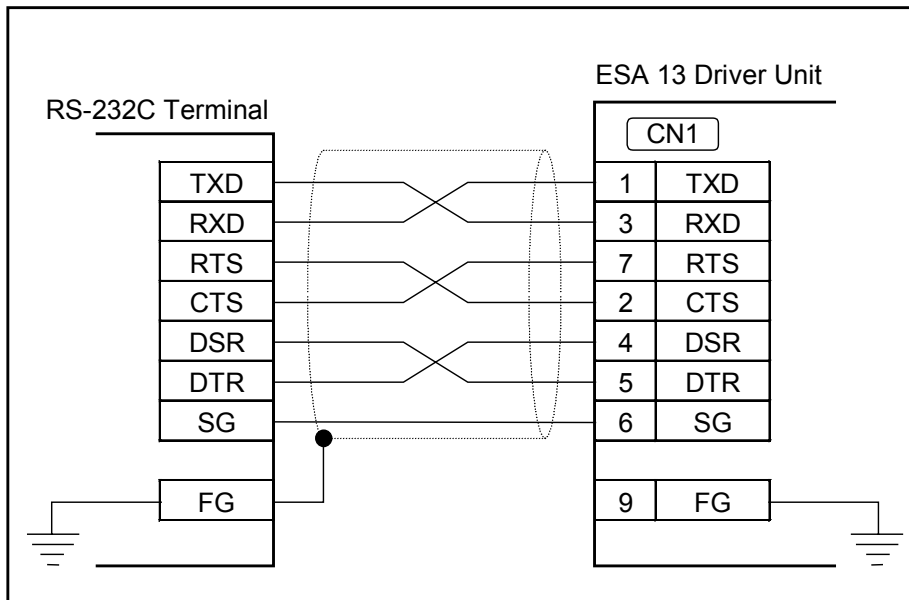 ESA 13 Driver Unit
RS-232C Terminal
CN1
TXD 1 TXD
RXD 3 RXD
RTS 7 RTS
CTS 2 CTS
DSR 4 DSR
DTR 5 DTR
SG 6 SG
FG 9 FG